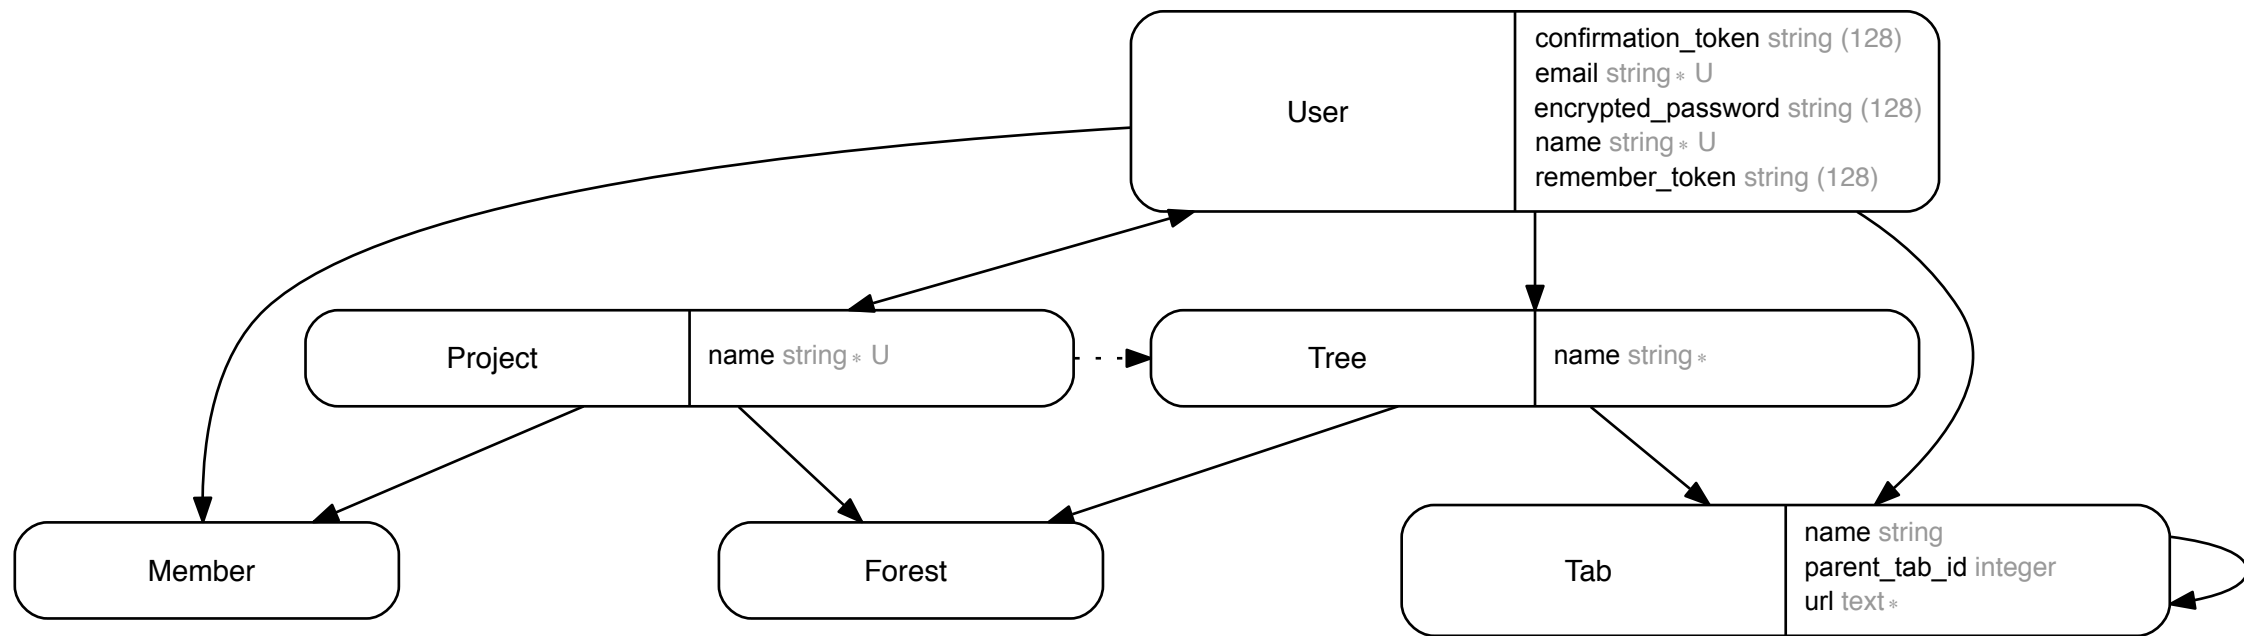 User
confirmation_token string (128)
email string* U
encrypted_password string (128)
name string* U
remember_token string (128)
Project
name string* U
Tree
name string*
Member
Forest
Tab
name string
parent_tab_id integer
url text*